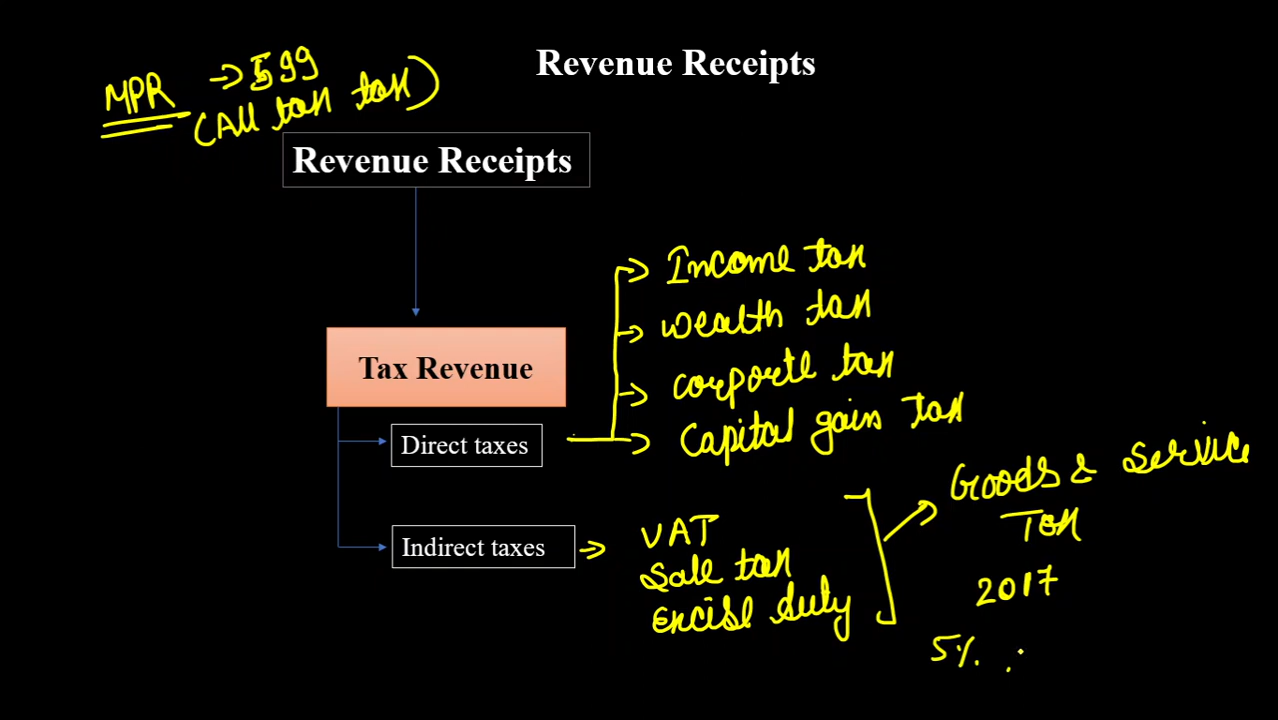 Revenue Receipts
MPR → 599
(All tax tax)
Revenue Receipts
Income tax
wealth tax
Tax Revenue
corporte tax
Capital gain tax
Direct taxes
Goods & Service
Tax
Indirect taxes
VAT
Sale tax
Excise duty
2017
5%.